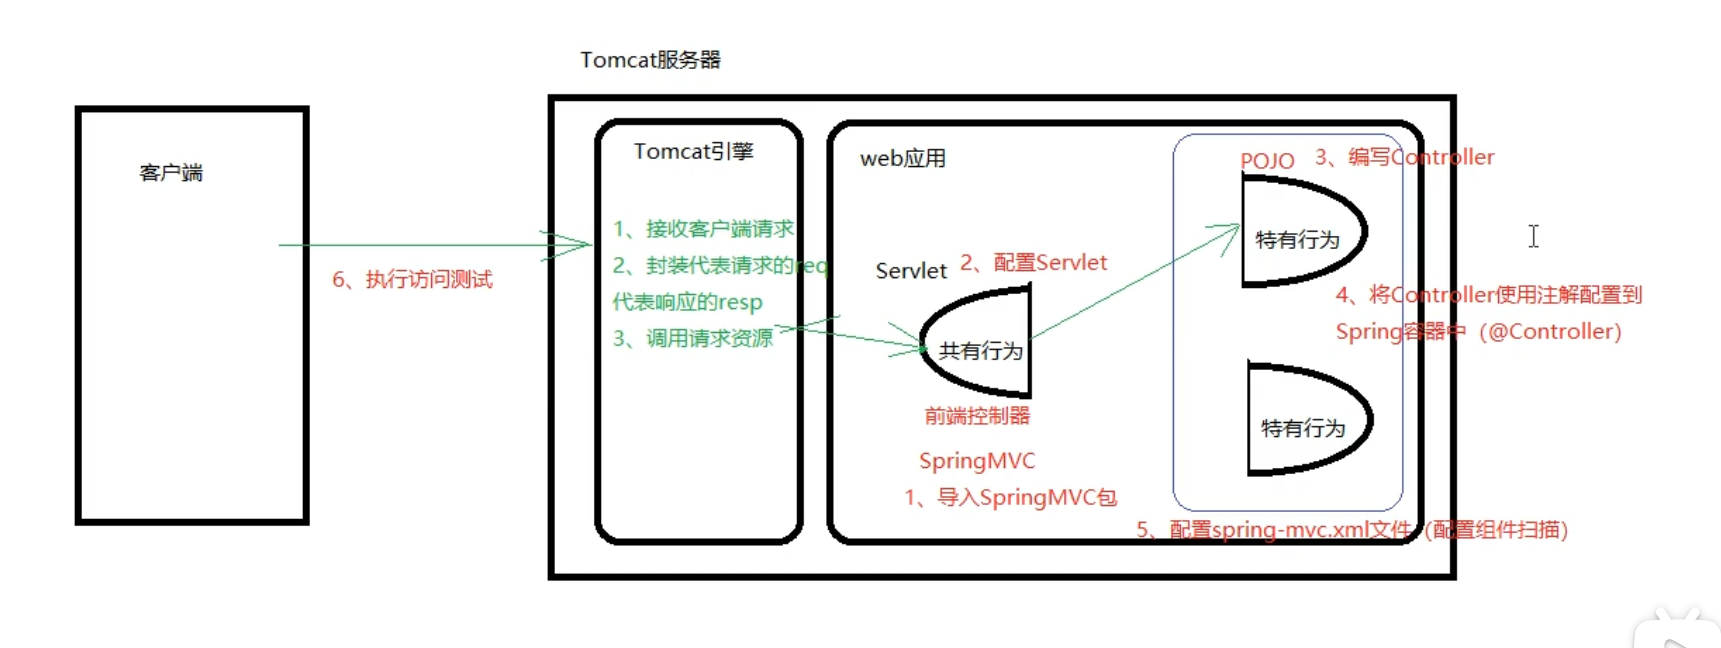 Tomcat服务器
客户端
Tomcat引擎
1、接收客户端请求
2、封装代表请求的req
代表响应的resp
3、调用请求资源
6、执行访问测试
web应用
Servlet
2、配置Servlet
共有行为
前端控制器
SpringMVC
1、导入SpringMVC包
POJO
3、编写Controller
特有行为
4、将Controller使用注解配置到
Spring容器中（@Controller）
特有行为
5、配置spring-mvc.xml文件（配置组件扫描）